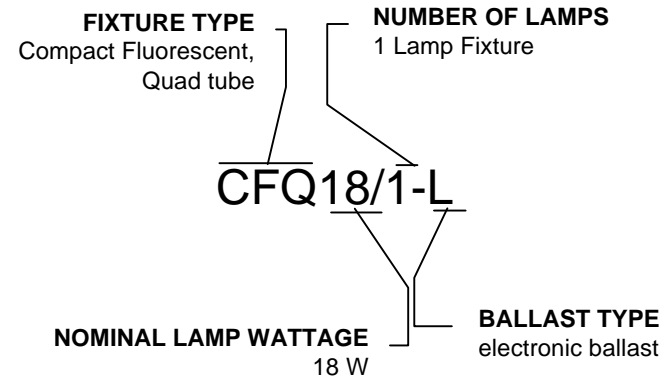 FIXTURE TYPE
Compact Fluorescent,
Quad tube
NUMBER OF LAMPS
1 Lamp Fixture
CFQ18/1-L
NOMINAL LAMP WATTAGE
18 W
BALLAST TYPE
electronic ballast